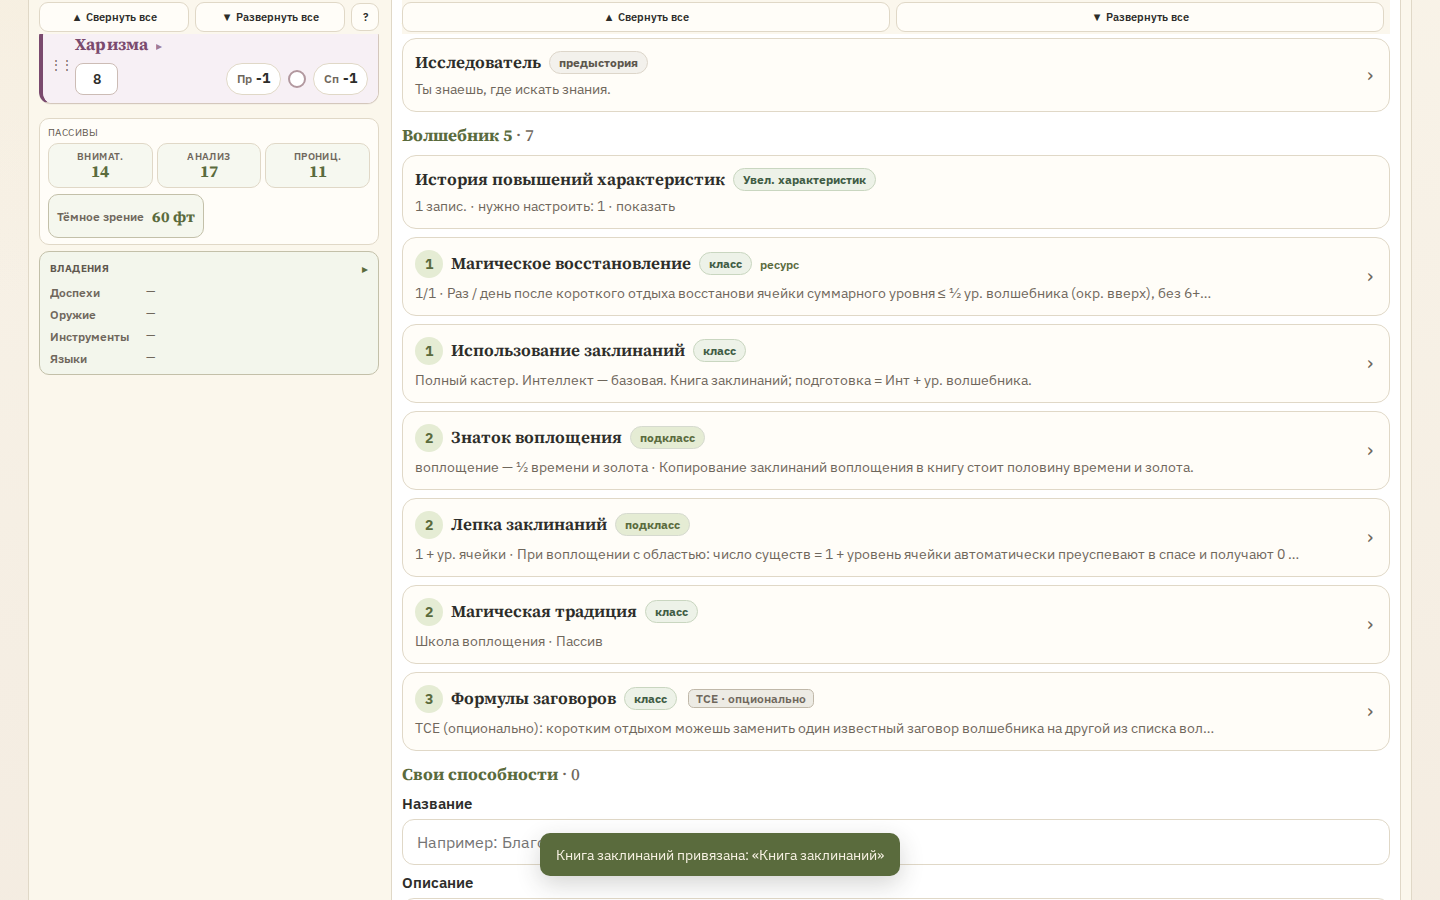 ▲ Свернуть все
▼ Развернуть все
?
Харизма ▸
8
Пр -1
Сп -1
ПАССИВЫ
ВНИМАТ.
14
АНАЛИЗ
17
ПРОНИЦ.
11
Тёмное зрение 60 фт
ВЛАДЕНИЯ ▸
Доспехи —
Оружие —
Инструменты —
Языки —
▲ Свернуть все
▼ Развернуть все
Исследователь предыстория
Ты знаешь, где искать знания.
Волшебник 5 · 7
История повышений характеристик Увел. характеристик
1 запис. · нужно настроить: 1 · показать
1 Магическое восстановление класс ресурс
1/1 · Раз / день после короткого отдыха восстанови ячейки суммарного уровня ≤ ½ ур. волшебника (окр. вверх), без 6+...
1 Использование заклинаний класс
Полный кастер. Интеллект — базовая. Книга заклинаний; подготовка = Инт + ур. волшебника.
2 Знаток воплощения подкласс
воплощение — ½ времени и золота · Копирование заклинаний воплощения в книгу стоит половину времени и золота.
2 Лепка заклинаний подкласс
1 + ур. ячейки · При воплощении с областью: число существ = 1 + уровень ячейки автоматически преуспевают в спасе и получают 0 ...
2 Магическая традиция класс
Школа воплощения · Пассив
3 Формулы заговоров класс TCE · опционально
TCE (опционально): коротким отдыхом можешь заменить один известный заговор волшебника на другой из списка вол...
Свои способности · 0
Название
Например:
Книга заклинаний привязана: «Книга заклинаний»
Описание